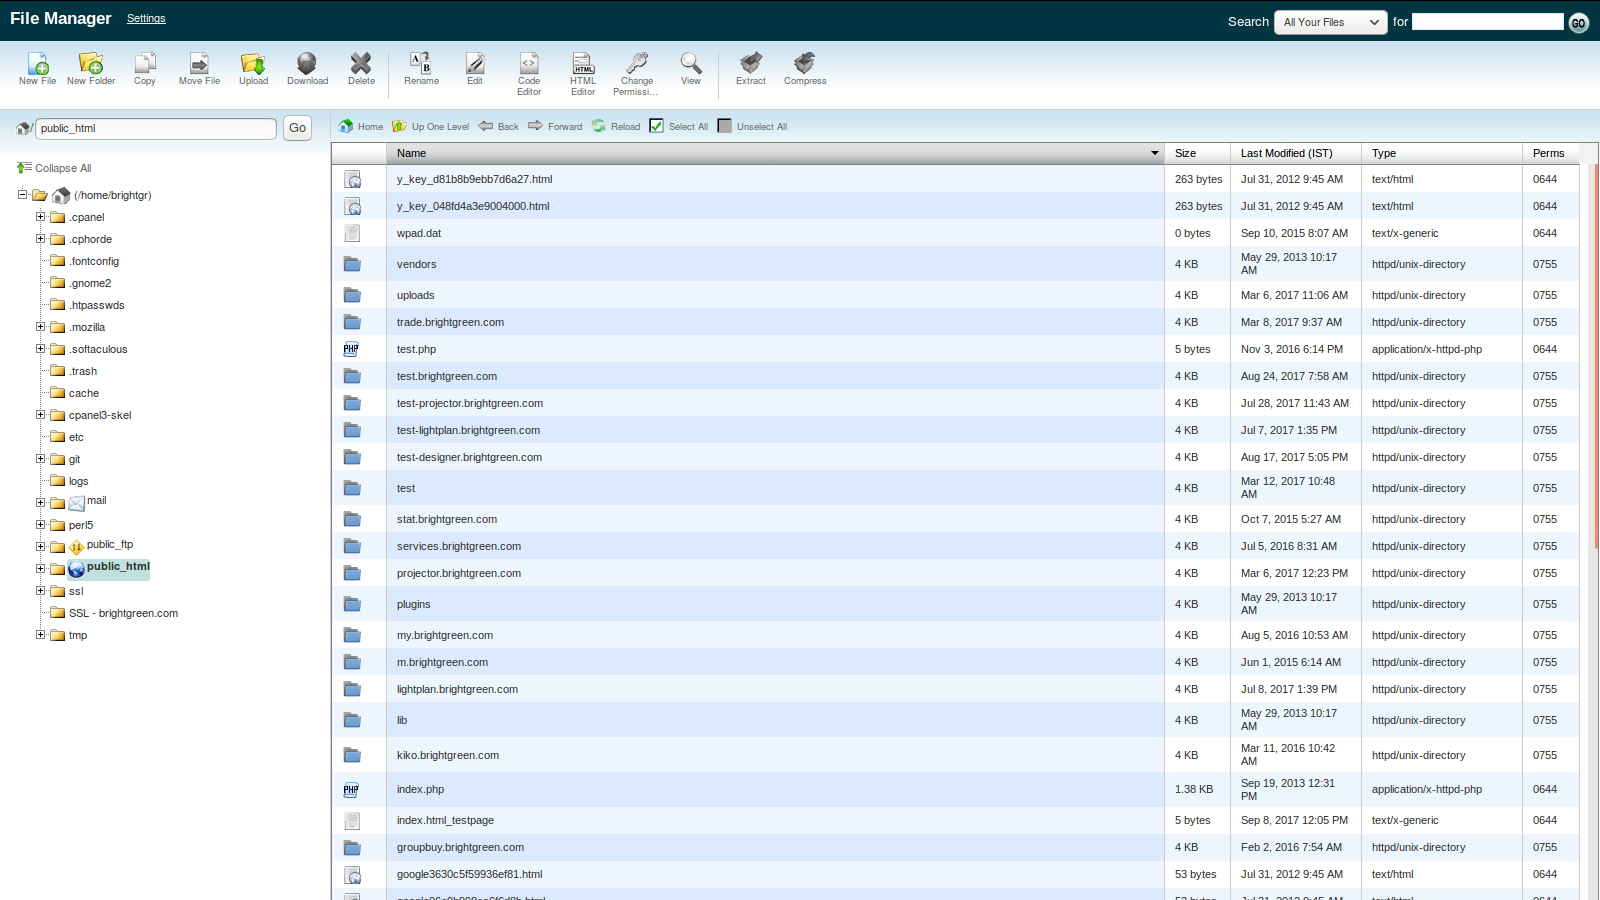 File Manager Settings Search All Your Files for GO
New File New Folder Copy Move File Upload Download Delete Rename Edit Code Editor HTML Editor Change Permissi... View Extract Compress
/ public_html Go
Home Up One Level Back Forward Reload Select All Unselect All
Collapse All
(/home/brightgr)
.cpanel
.cphorde
.fontconfig
.gnome2
.htpasswds
.mozilla
.softaculous
.trash
cache
cpanel3-skel
etc
git
logs
mail
perl5
public_ftp
public_html
ssl
SSL - brightgreen.com
tmp
Name Size Last Modified (IST) Type Perms
y_key_d81b8b9ebb7d6a27.html 263 bytes Jul 31, 2012 9:45 AM text/html 0644
y_key_048fd4a3e9004000.html 263 bytes Jul 31, 2012 9:45 AM text/html 0644
wpad.dat 0 bytes Sep 10, 2015 8:07 AM text/x-generic 0644
vendors 4 KB May 29, 2013 10:17 AM httpd/unix-directory 0755
uploads 4 KB Mar 6, 2017 11:06 AM httpd/unix-directory 0755
trade.brightgreen.com 4 KB Mar 8, 2017 9:37 AM httpd/unix-directory 0755
PHP test.php 5 bytes Nov 3, 2016 6:14 PM application/x-httpd-php 0644
test.brightgreen.com 4 KB Aug 24, 2017 7:58 AM httpd/unix-directory 0755
test-projector.brightgreen.com 4 KB Jul 28, 2017 11:43 AM httpd/unix-directory 0755
test-lightplan.brightgreen.com 4 KB Jul 7, 2017 1:35 PM httpd/unix-directory 0755
test-designer.brightgreen.com 4 KB Aug 17, 2017 5:05 PM httpd/unix-directory 0755
test 4 KB Mar 12, 2017 10:48 AM httpd/unix-directory 0755
stat.brightgreen.com 4 KB Oct 7, 2015 5:27 AM httpd/unix-directory 0755
services.brightgreen.com 4 KB Jul 5, 2016 8:31 AM httpd/unix-directory 0755
projector.brightgreen.com 4 KB Mar 6, 2017 12:23 PM httpd/unix-directory 0755
plugins 4 KB May 29, 2013 10:17 AM httpd/unix-directory 0755
my.brightgreen.com 4 KB Aug 5, 2016 10:53 AM httpd/unix-directory 0755
m.brightgreen.com 4 KB Jun 1, 2015 6:14 AM httpd/unix-directory 0755
lightplan.brightgreen.com 4 KB Jul 8, 2017 1:39 PM httpd/unix-directory 0755
lib 4 KB May 29, 2013 10:17 AM httpd/unix-directory 0755
kiko.brightgreen.com 4 KB Mar 11, 2016 10:42 AM httpd/unix-directory 0755
PHP index.php 1.38 KB Sep 19, 2013 12:31 PM application/x-httpd-php 0644
index.html_testpage 5 bytes Sep 8, 2017 12:05 PM text/x-generic 0644
groupbuy.brightgreen.com 4 KB Feb 2, 2016 7:54 AM httpd/unix-directory 0755
google3630c5f59936ef81.html 53 bytes Jul 31, 2012 9:45 AM text/html 0644